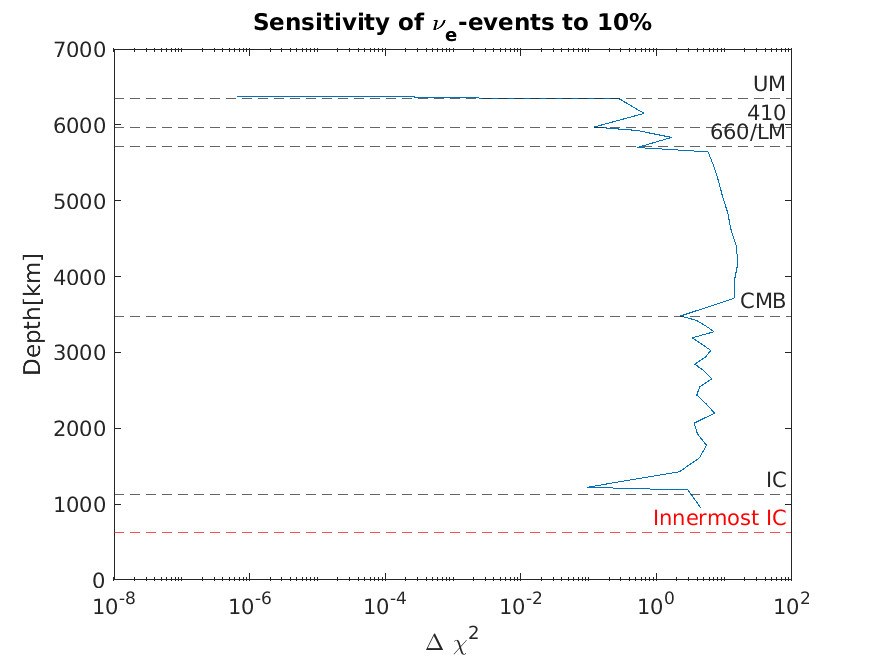 Sensitivity of νe-events to 10%
7000
6000
5000
4000
3000
2000
1000
0
Depth[km]
UM
410
660/LM
CMB
IC
Innermost IC
10^-8
10^-6
10^-4
10^-2
10^0
10^2
Δ χ^2